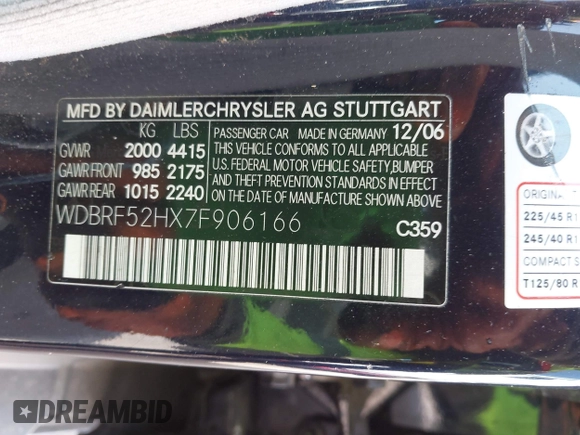 MFD BY DAIMLERCHRYSLER AG STUTTGART
KG LBS
GVWR 2000 4415
GAWR FRONT 985 2175
GAWR REAR 1015 2240
PASSENGER CAR MADE IN GERMANY 12/06
THIS VEHICLE CONFORMS TO ALL APPLICABLE
U.S. FEDERAL MOTOR VEHICLE SAFETY,BUMPER
AND THEFT PREVENTION STANDARDS IN EFFECT
ON THE DATE OF MANUFACTURE SHOWN ABOVE.
WDBRF52HX7F906166
C359
ORIGINAL
225/45 R1
245/40 R1
COMPACT S
T125/80 R
DREAMBID